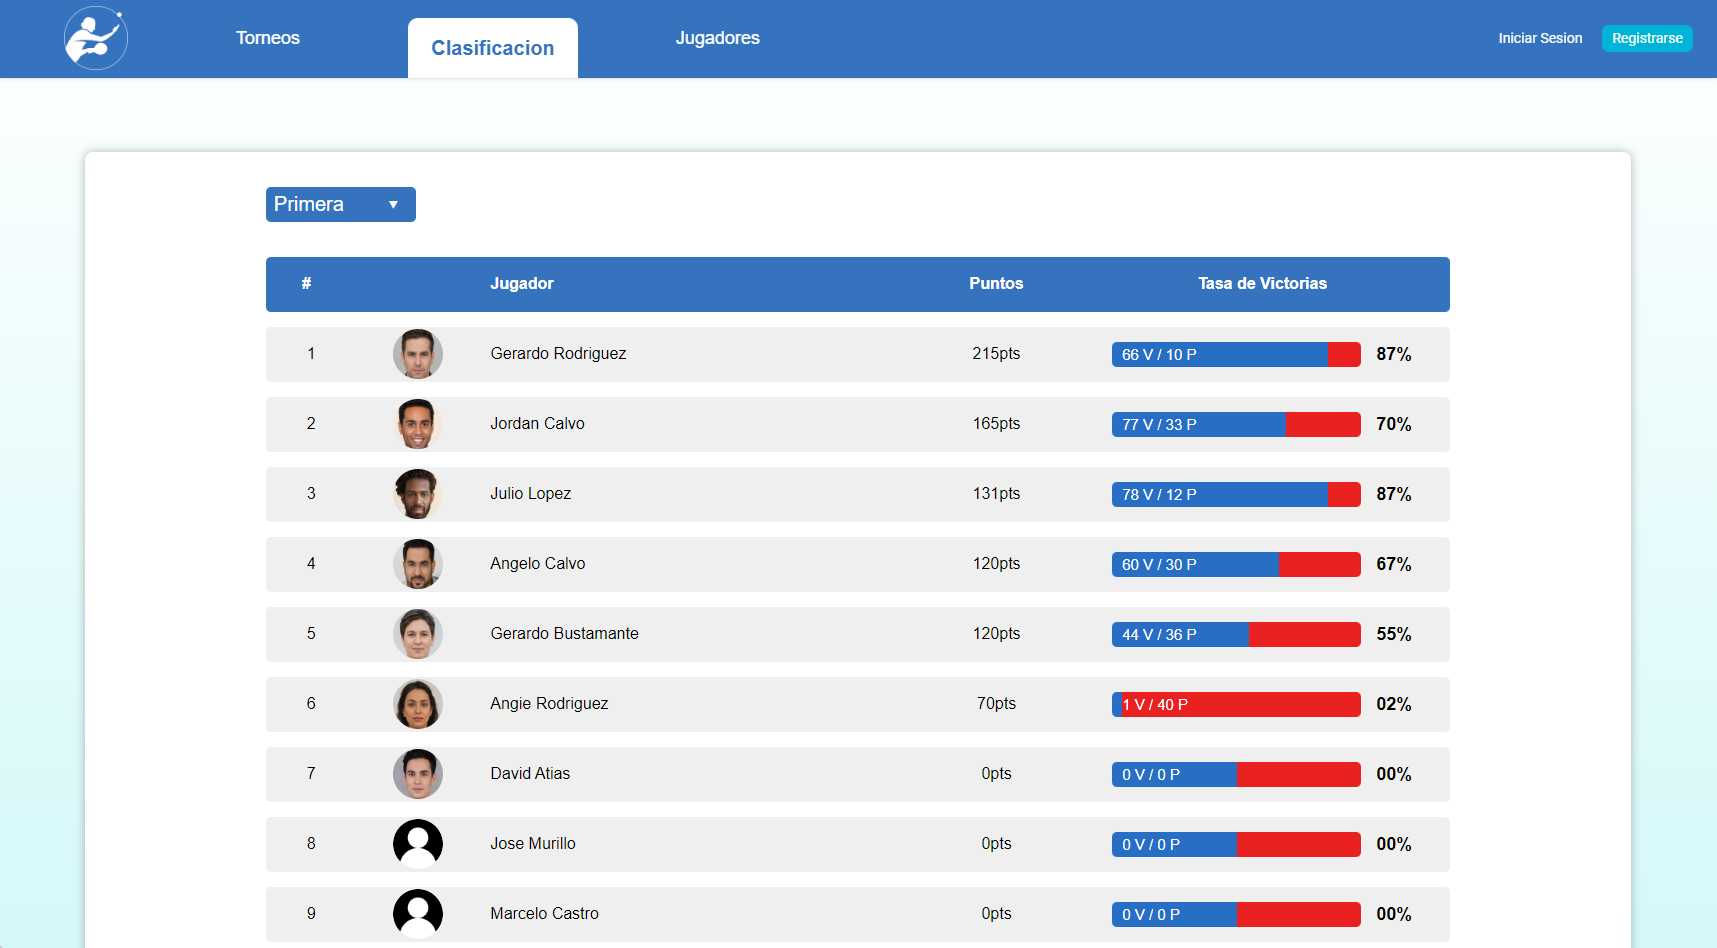 Torneos Clasificacion Jugadores Iniciar Sesion Registrarse
Primera
# Jugador Puntos Tasa de Victorias
1 Gerardo Rodriguez 215pts 66 V / 10 P 87%
2 Jordan Calvo 165pts 77 V / 33 P 70%
3 Julio Lopez 131pts 78 V / 12 P 87%
4 Angelo Calvo 120pts 60 V / 30 P 67%
5 Gerardo Bustamante 120pts 44 V / 36 P 55%
6 Angie Rodriguez 70pts 1 V / 40 P 02%
7 David Atias 0pts 0 V / 0 P 00%
8 Jose Murillo 0pts 0 V / 0 P 00%
9 Marcelo Castro 0pts 0 V / 0 P 00%